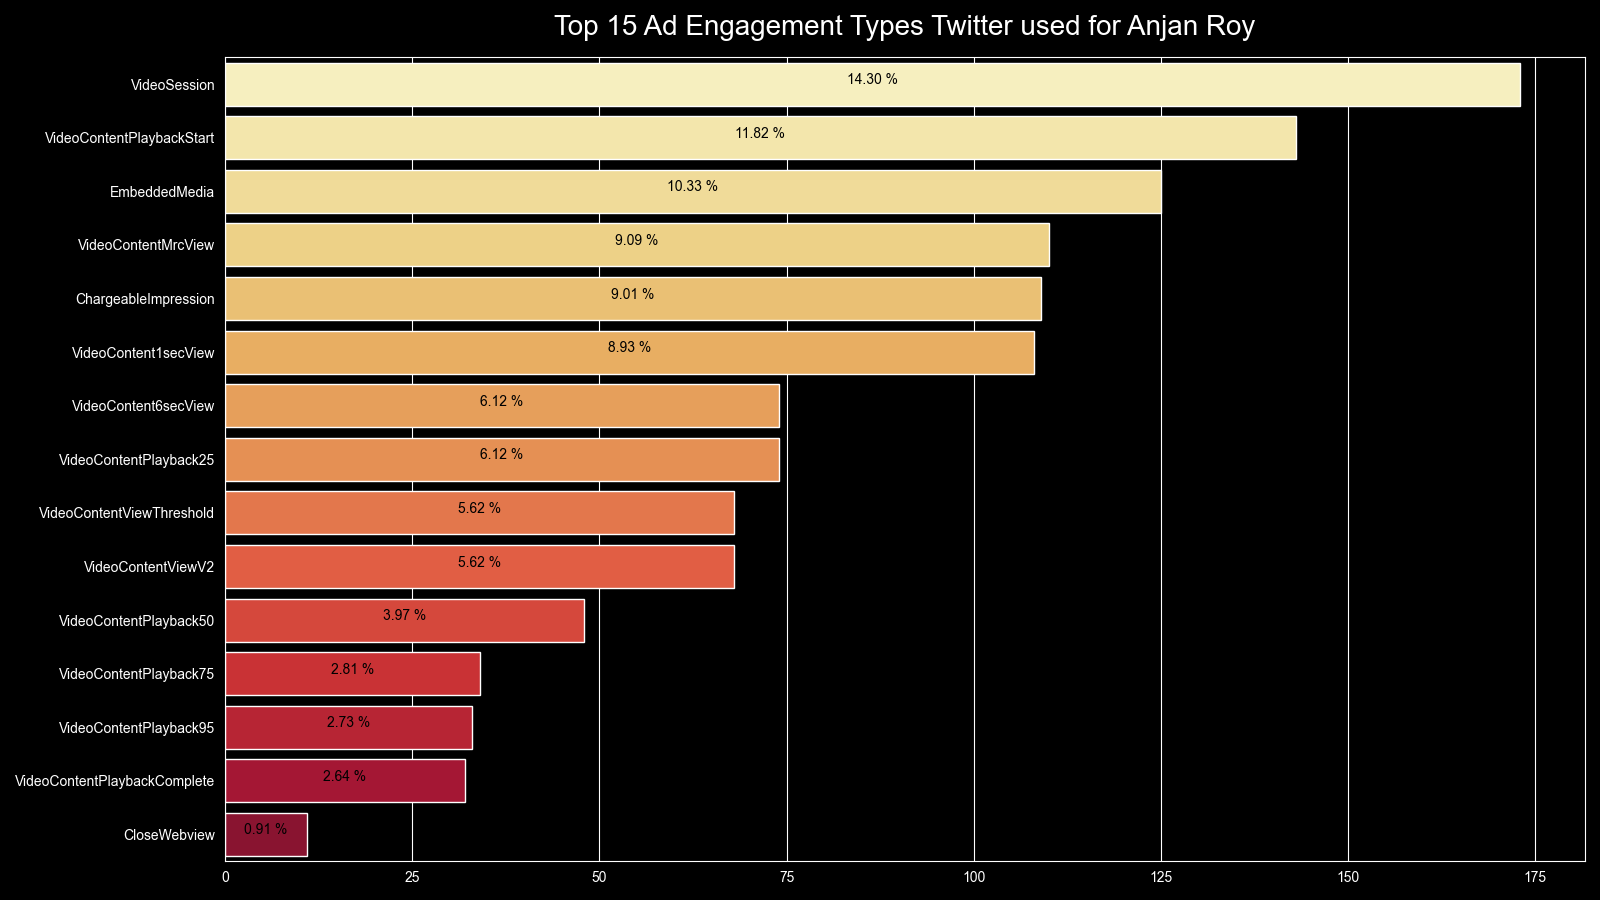 Top 15 Ad Engagement Types Twitter used for Anjan Roy
VideoSession
14.30 %
VideoContentPlaybackStart
11.82 %
EmbeddedMedia
10.33 %
VideoContentMrcView
9.09 %
ChargeableImpression
9.01 %
VideoContent1secView
8.93 %
VideoContent6secView
6.12 %
VideoContentPlayback25
6.12 %
VideoContentViewThreshold
5.62 %
VideoContentViewV2
5.62 %
VideoContentPlayback50
3.97 %
VideoContentPlayback75
2.81 %
VideoContentPlayback95
2.73 %
VideoContentPlaybackComplete
2.64 %
CloseWebview
0.91 %
0 25 50 75 100 125 150 175